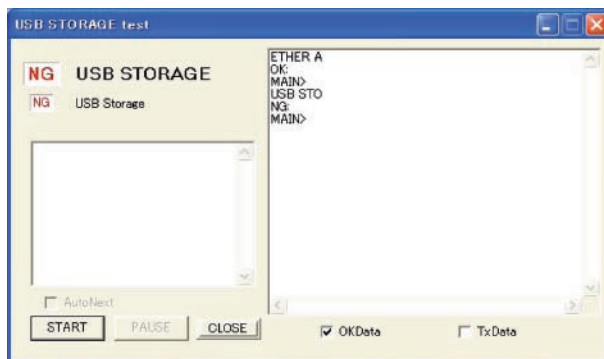 USB STORAGE test
NG USB STORAGE
NG USB Storage
ETHER A
OK:
MAIN>
USB STO
NG:
MAIN>
AutoNext
START PAUSE CLOSE
OKData TxData